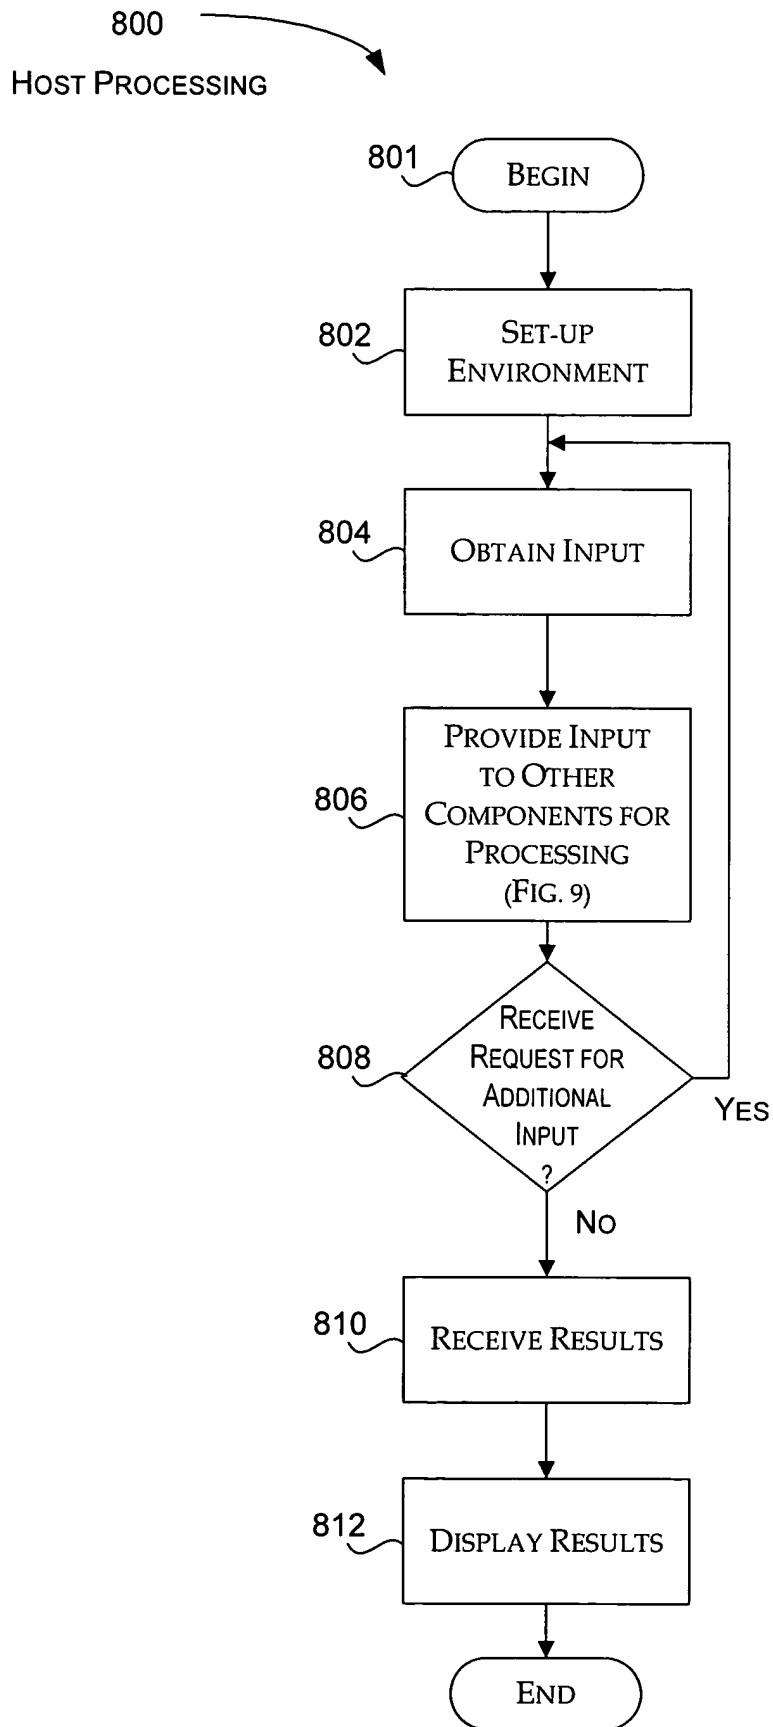 800
HOST PROCESSING
801
BEGIN
802
SET-UP
ENVIRONMENT
804
OBTAIN INPUT
806
PROVIDE INPUT
TO OTHER
COMPONENTS FOR
PROCESSING
(FIG. 9)
808
RECEIVE
REQUEST FOR
ADDITIONAL
INPUT
?
YES
NO
810
RECEIVE RESULTS
812
DISPLAY RESULTS
END